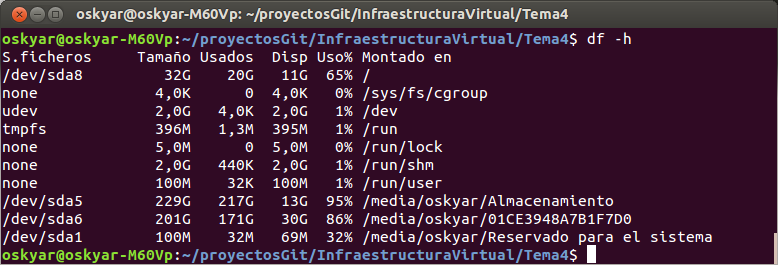 oskyar@oskyar-M60Vp: ~/proyectosGit/InfraestructuraVirtual/Tema4
oskyar@oskyar-M60Vp:~/proyectosGit/InfraestructuraVirtual/Tema4$ df -h
S.ficheros Tamaño Usados Disp Uso% Montado en
/dev/sda8 32G 20G 11G 65% /
none 4,0K 0 4,0K 0% /sys/fs/cgroup
udev 2,0G 4,0K 2,0G 1% /dev
tmpfs 396M 1,3M 395M 1% /run
none 5,0M 0 5,0M 0% /run/lock
none 2,0G 440K 2,0G 1% /run/shm
none 100M 32K 100M 1% /run/user
/dev/sda5 229G 217G 13G 95% /media/oskyar/Almacenamiento
/dev/sda6 201G 171G 30G 86% /media/oskyar/01CE3948A7B1F7D0
/dev/sda1 100M 32M 69M 32% /media/oskyar/Reservado para el sistema
oskyar@oskyar-M60Vp:~/proyectosGit/InfraestructuraVirtual/Tema4$